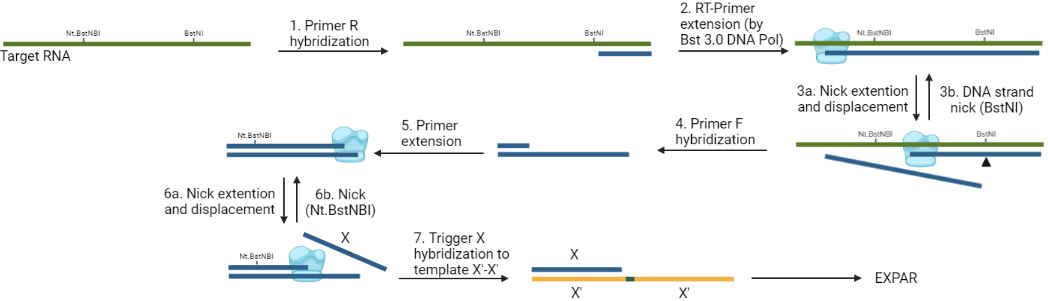 1. Primer R
hybridization
2. RT-Primer
extension (by
Bst 3.0 DNA Pol)
Nt.BstNBI
BstNI
Target RNA
Nt.BstNBI
BstNI
Nt.BstNBI
BstNI
3a. Nick extention
and displacement
3b. DNA strand
nick (BstNI)
4. Primer F
hybridization
Nt.BstNBI
BstNI
5. Primer
extension
Nt.BstNBI
6a. Nick extention
and displacement
6b. Nick
(Nt.BstNBI)
Nt.BstNBI
X
7. Trigger X
hybridization to
template X'-X'
X
X'
X'
EXPAR